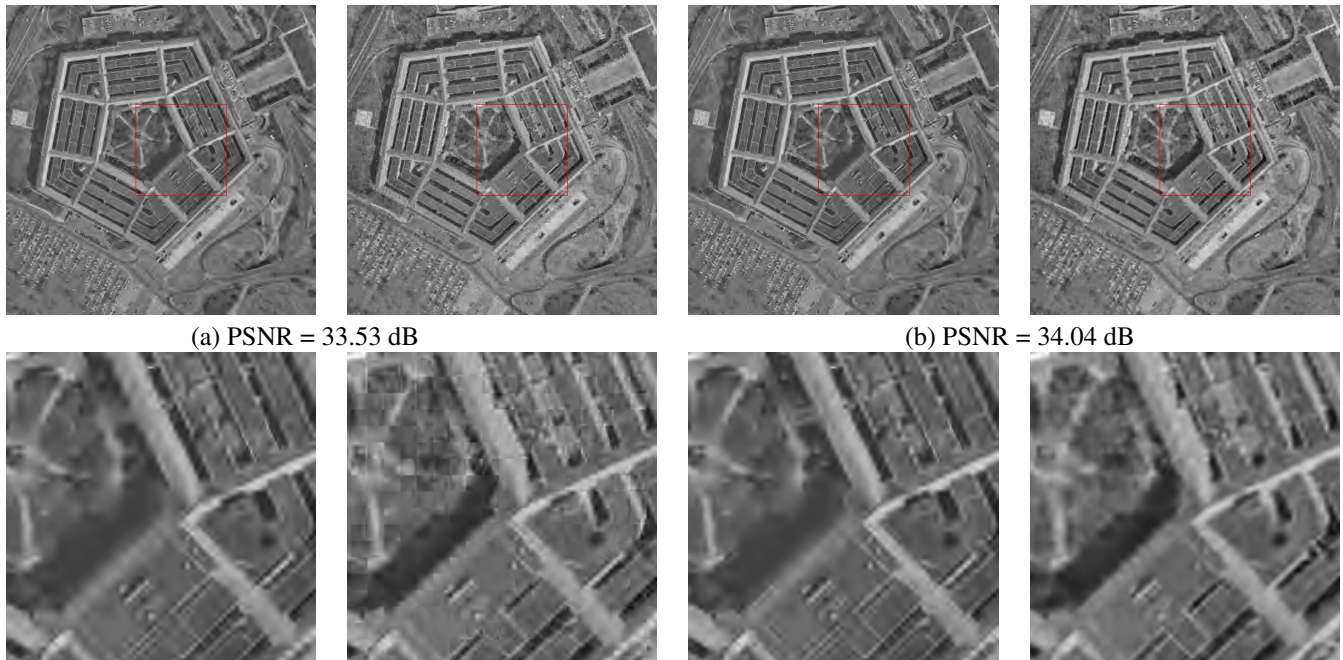 (a) PSNR = 33.53 dB
(b) PSNR = 34.04 dB